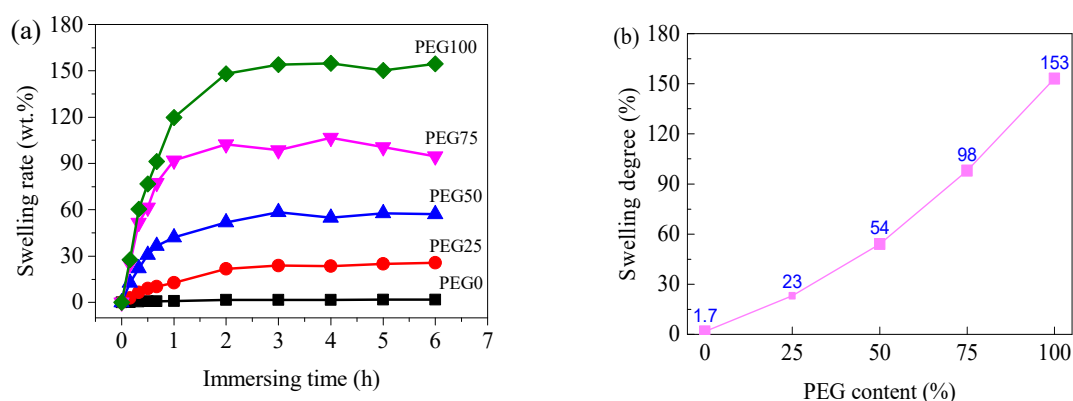 (a)
Swelling rate (wt.%)
180
150
120
90
60
30
0
PEG100
PEG75
PEG50
PEG25
PEG0
0 1 2 3 4 5 6 7
Immersing time (h)
(b)
Swelling degree (%)
180
150
120
90
60
30
0
1.7
23
54
98
153
0 25 50 75 100
PEG content (%)